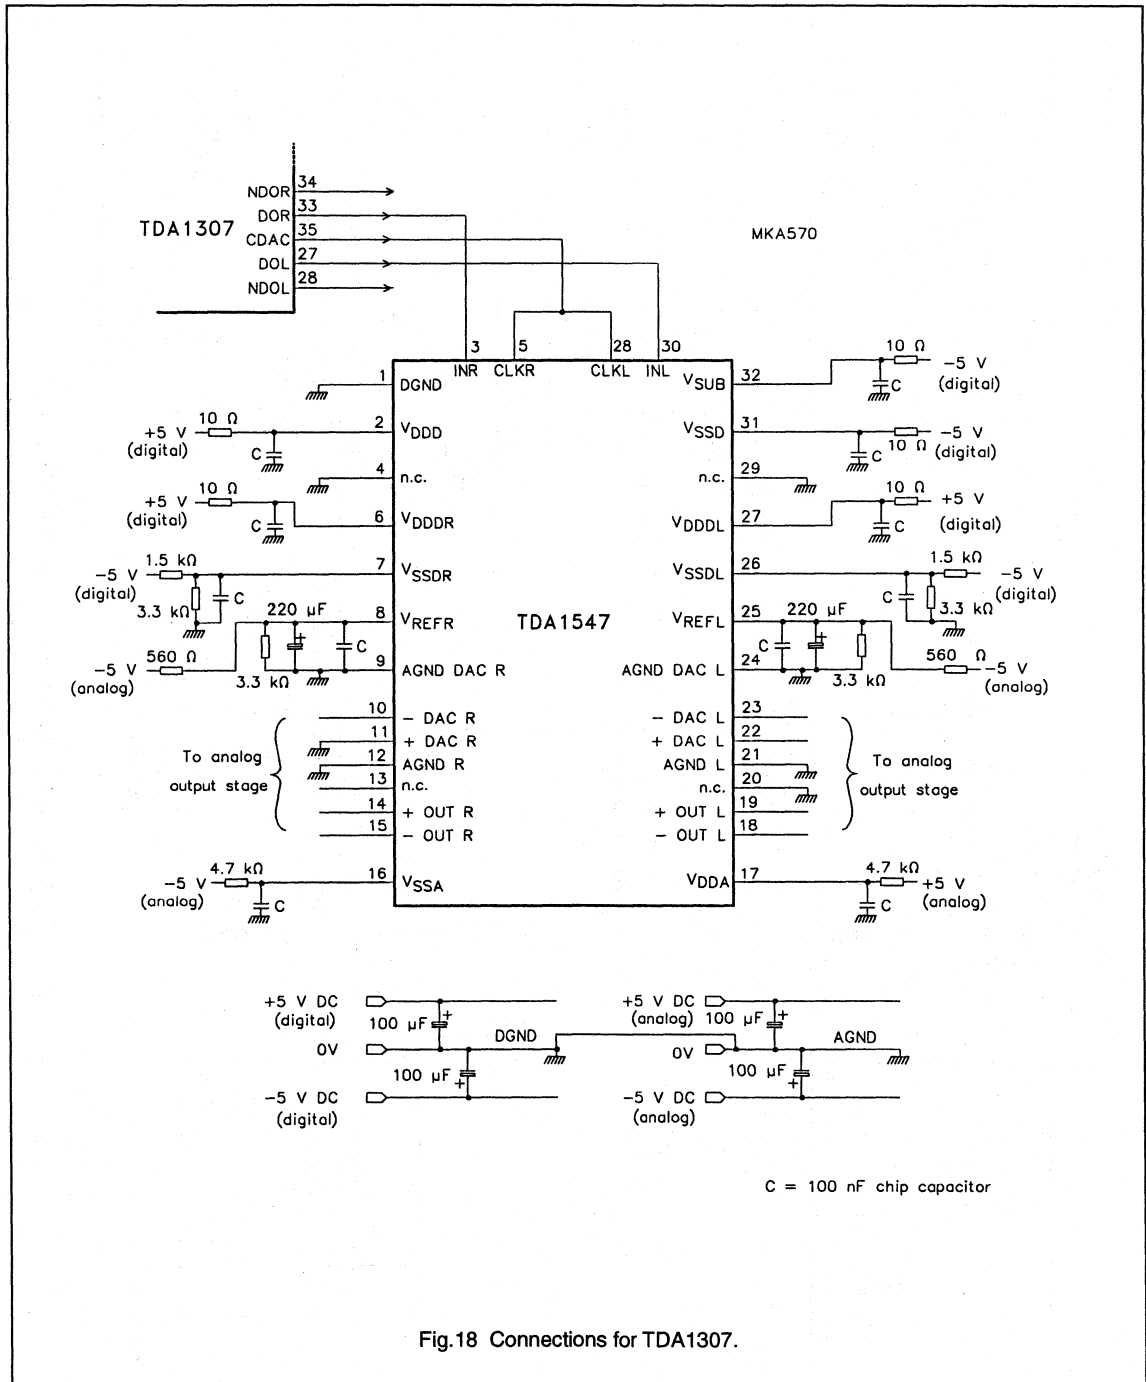 NDOR 34
DOR 33
TDA1307
CDAC 35
MKA570
DOL 27
NDOL 28
3 5 28 30
INR CLKR CLKL INL
1 DGND
10 Ω
+5 V
(digital)
C
2 VDDD
4 n.c.
10 Ω
+5 V
(digital)
C
6 VDDDR
1.5 kΩ
−5 V
(digital)
3.3 kΩ
C
7 VSSDR
220 µF
+
C
8 VREFR
560 Ω
−5 V
(analog)
3.3 kΩ
9 AGND DAC R
10 − DAC R
11 + DAC R
12 AGND R
13 n.c.
14 + OUT R
15 − OUT R
To analog
output stage
4.7 kΩ
−5 V
(analog)
C
16 VSSA
TDA1547
VSUB 32
10 Ω
−5 V
(digital)
C
VSSD 31
−5 V
10 Ω
(digital)
C
n.c. 29
10 Ω
+5 V
(digital)
C
VDDDL 27
1.5 kΩ
−5 V
(digital)
C
3.3 kΩ
VSSDL 26
220 µF
+
C
VREFL 25
560 Ω
−5 V
(analog)
3.3 kΩ
AGND DAC L 24
− DAC L 23
+ DAC L 22
AGND L 21
n.c. 20
+ OUT L 19
− OUT L 18
To analog
output stage
VDDA 17
4.7 kΩ
+5 V
(analog)
C
+5 V DC
(digital)
100 µF +
DGND
0V
100 µF +
−5 V DC
(digital)
+5 V DC
(analog)
100 µF +
AGND
0V
100 µF +
−5 V DC
(analog)
C = 100 nF chip capacitor
Fig.18 Connections for TDA1307.